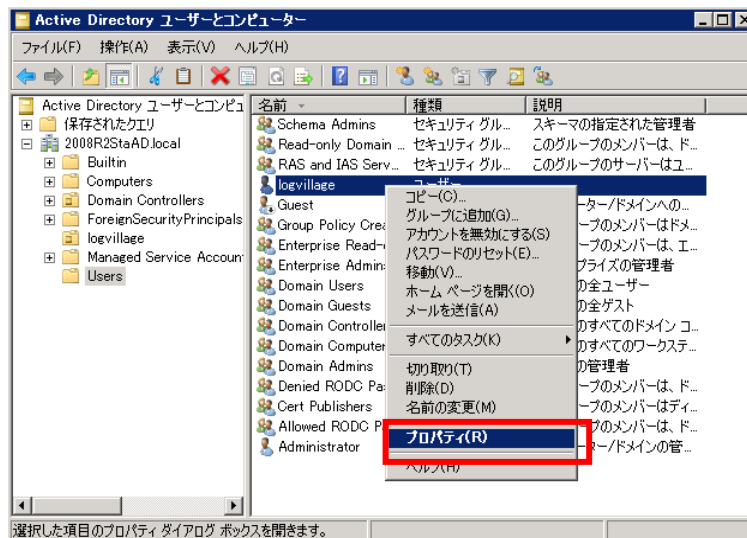 Active Directory ユーザーとコンピューター
ファイル(F) 操作(A) 表示(V) ヘルプ(H)
Active Directory ユーザーとコンピュ
保存されたクエリ
2008R2StaAD.local
Builtin
Computers
Domain Controllers
ForeignSecurityPrincipals
logvillage
Managed Service Accoun
Users
名前 種類 説明
Schema Admins セキュリティ グル... スキーマの指定された管理者
Read-only Domain ... セキュリティ グル... このグループのメンバーは、ド...
RAS and IAS Serv... セキュリティ グル... このグループのサーバーはユ...
logvillage ユーザー
Guest ーター/ドメインへの...
Group Policy Crea ープのメンバーはドメ...
Enterprise Read- ープのメンバーは、エ...
Enterprise Admin プライズの管理者
Domain Users の全ユーザー
Domain Guests の全ゲスト
Domain Controlle のすべてのドメイン コ...
Domain Computer のすべてのワークステ...
Domain Admins の管理者
Denied RODC Pa ープのメンバーは、ド...
Cert Publishers ープのメンバーはディ...
Allowed RODC P ープのメンバーは、ド...
Administrator ーター/ドメインの管...
コピー(C)...
グループに追加(G)...
アカウントを無効にする(S)
パスワードのリセット(E)...
移動(V)...
ホーム ページを開く(O)
メールを送信(A)
すべてのタスク(K)
切り取り(T)
削除(D)
名前の変更(M)
プロパティ(R)
ヘルプ(H)
選択した項目のプロパティ ダイアログ ボックスを開きます。